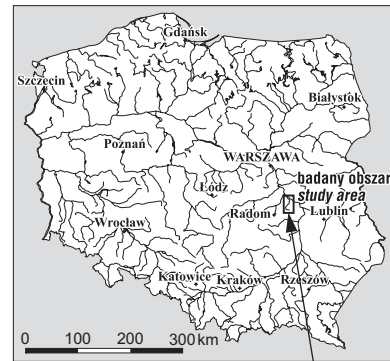 Gdańsk
Szczecin
Białystok
Poznań
WARSZAWA
badany obszar
study area
Łódź
Radom
Lublin
Wrocław
Katowice
Kraków
Rzeszów
0 100 200 300 km